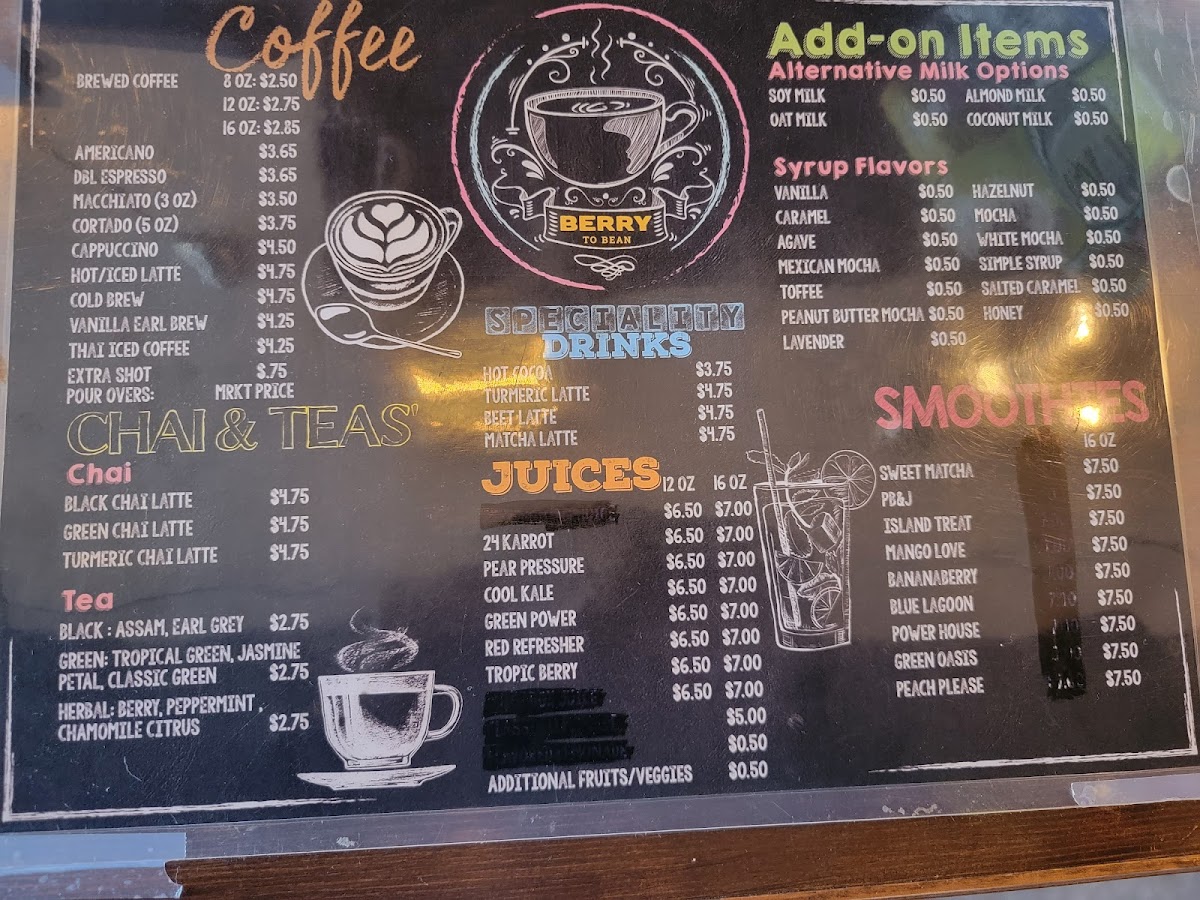 Coffee
BREWED COFFEE 8 OZ: $2.50
12 OZ: $2.75
16 OZ: $2.85
AMERICANO $3.65
DBL ESPRESSO $3.65
MACCHIATO (3 OZ) $3.50
CORTADO (5 OZ) $3.75
CAPPUCCINO $4.50
HOT/ICED LATTE $4.75
COLD BREW $4.75
VANILLA EARL BREW $4.25
THAI ICED COFFEE $4.25
EXTRA SHOT $.75
POUR OVERS: MRKT PRICE
CHAI & TEAS'
Chai
BLACK CHAI LATTE $4.75
GREEN CHAI LATTE $4.75
TURMERIC CHAI LATTE $4.75
Tea
BLACK : ASSAM, EARL GREY $2.75
GREEN: TROPICAL GREEN, JASMINE
PETAL, CLASSIC GREEN $2.75
HERBAL: BERRY, PEPPERMINT ,
CHAMOMILE CITRUS $2.75
BERRY
TO BEAN
SPECIALITY
DRINKS
HOT COCOA $3.75
TURMERIC LATTE $4.75
BEET LATTE $4.75
MATCHA LATTE $4.75
JUICES 12 OZ 16 OZ
$6.50 $7.00
24 KARROT $6.50 $7.00
PEAR PRESSURE $6.50 $7.00
COOL KALE $6.50 $7.00
GREEN POWER $6.50 $7.00
RED REFRESHER $6.50 $7.00
TROPIC BERRY $6.50 $7.00
$6.50 $7.00
$5.00
$0.50
ADDITIONAL FRUITS/VEGGIES $0.50
Add-on Items
Alternative Milk Options
SOY MILK $0.50 ALMOND MILK $0.50
OAT MILK $0.50 COCONUT MILK $0.50
Syrup Flavors
VANILLA $0.50 HAZELNUT $0.50
CARAMEL $0.50 MOCHA $0.50
AGAVE $0.50 WHITE MOCHA $0.50
MEXICAN MOCHA $0.50 SIMPLE SYRUP $0.50
TOFFEE $0.50 SALTED CARAMEL $0.50
PEANUT BUTTER MOCHA $0.50 HONEY $0.50
LAVENDER $0.50
SMOOTHIES
16 OZ
SWEET MATCHA $7.50
PB&J $7.50
ISLAND TREAT $7.50
MANGO LOVE $7.50
BANANABERRY $7.50
BLUE LAGOON $7.50
POWER HOUSE $7.50
GREEN OASIS $7.50
PEACH PLEASE $7.50